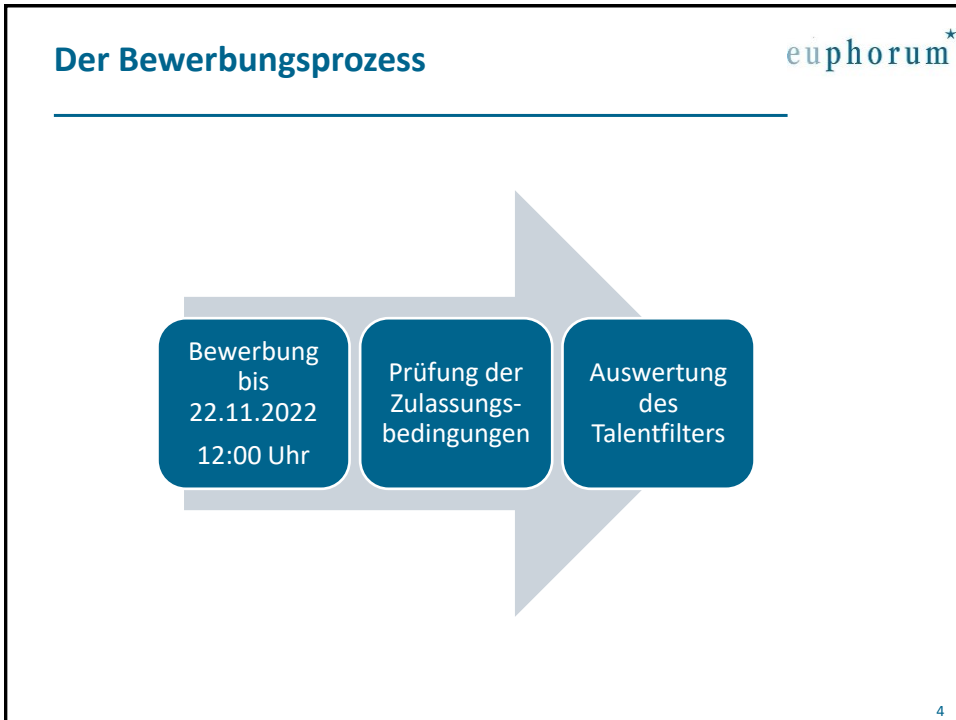 Der Bewerbungsprozess
euphorum*
Bewerbung
bis
22.11.2022
12:00 Uhr
Prüfung der
Zulassungs-
bedingungen
Auswertung
des
Talentfilters
4